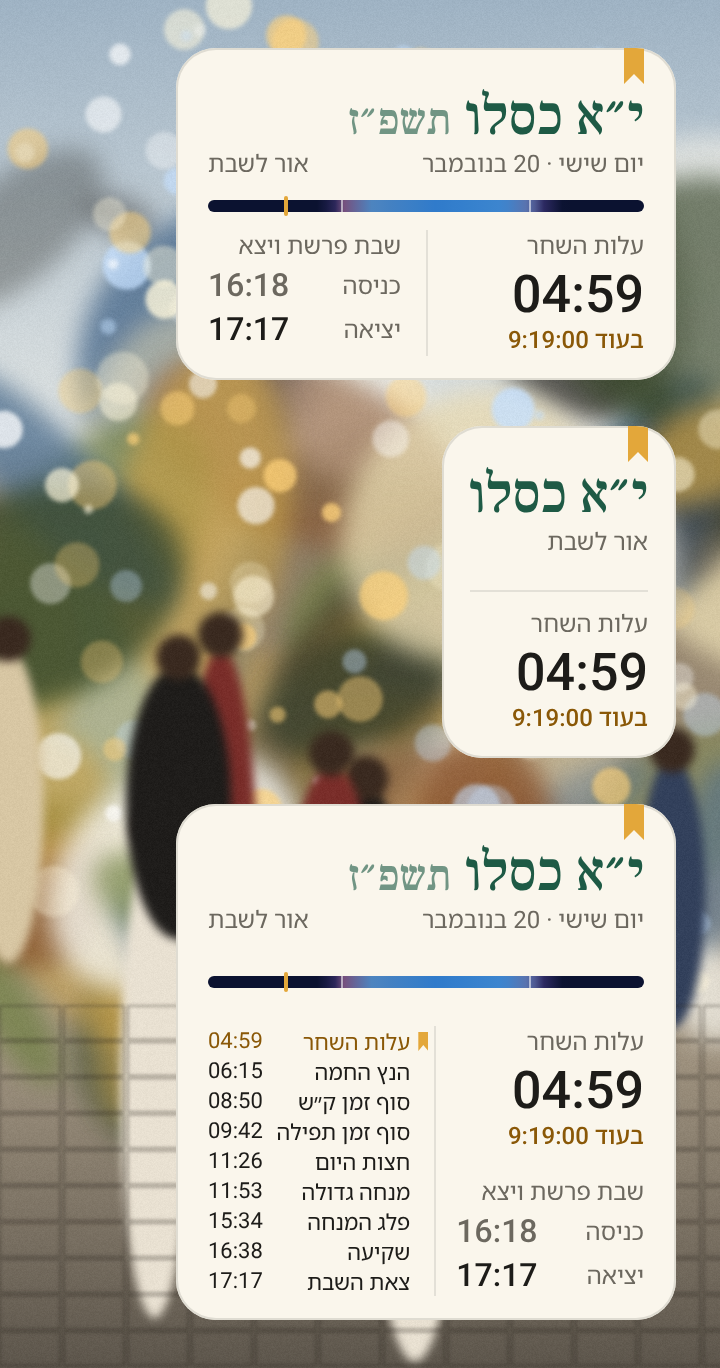 י״א כסלו תשפ״ז
יום שישי · 20 בנובמבר
אור לשבת
עלות השחר
04:59
בעוד 9:19:00
שבת פרשת ויצא
כניסה 16:18
יציאה 17:17
י״א כסלו
אור לשבת
עלות השחר
04:59
בעוד 9:19:00
י״א כסלו תשפ״ז
יום שישי · 20 בנובמבר
אור לשבת
עלות השחר
04:59
בעוד 9:19:00
שבת פרשת ויצא
כניסה 16:18
יציאה 17:17
עלות השחר 04:59
הנץ החמה 06:15
סוף זמן ק״ש 08:50
סוף זמן תפילה 09:42
חצות היום 11:26
מנחה גדולה 11:53
פלג המנחה 15:34
שקיעה 16:38
צאת השבת 17:17